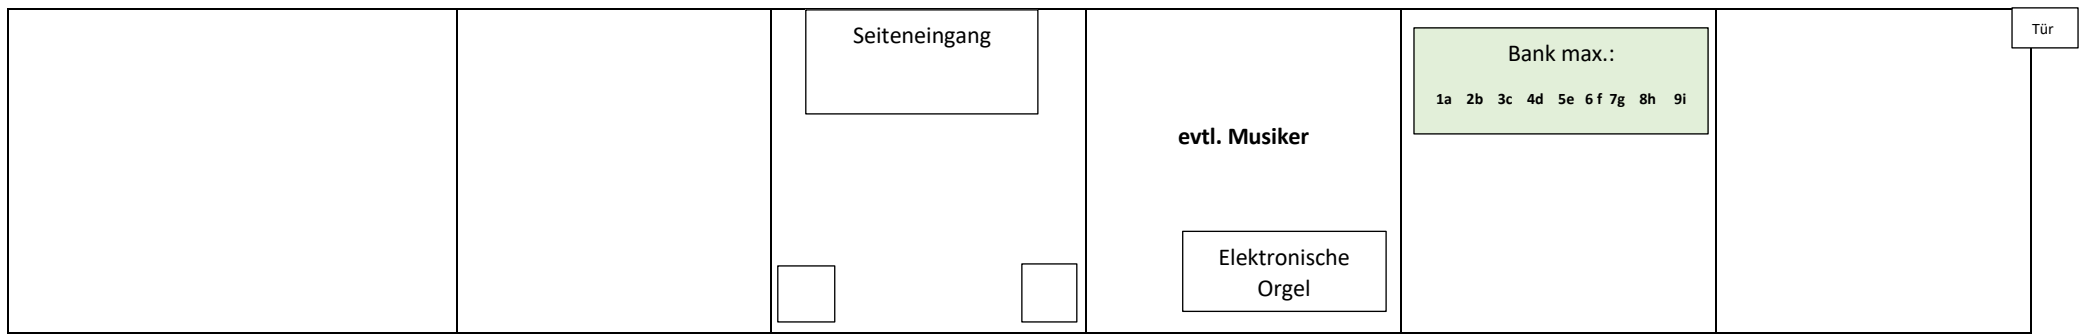 Seiteneingang
evtl. Musiker
Elektronische
Orgel
Bank max.:
1a 2b 3c 4d 5e 6 f 7g 8h 9i
Tür